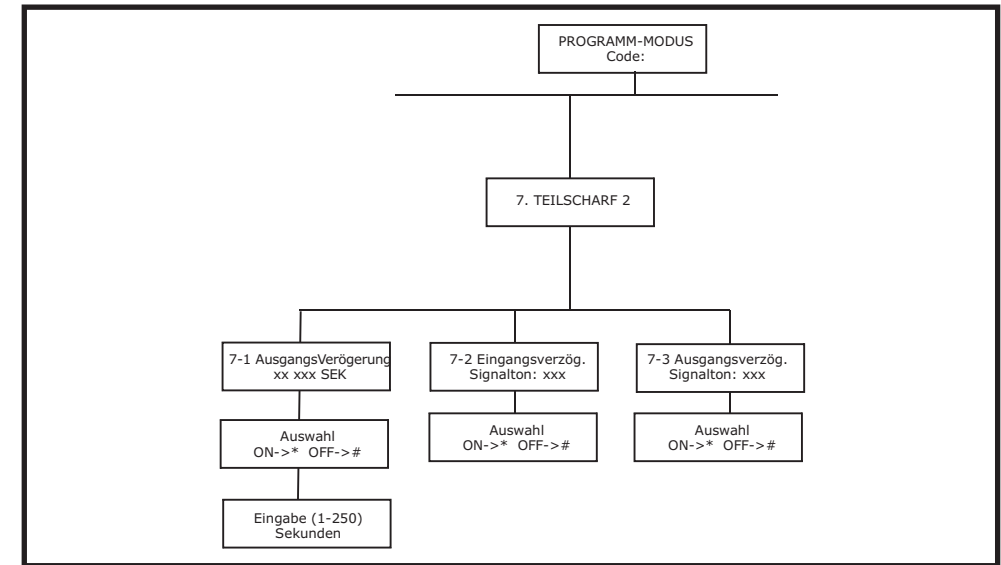 PROGRAMM-MODUS
Code:
7. TEILSCHARF 2
7-1 AusgangsVerögerung
xx xxx SEK
7-2 Eingangsverzög.
Signalton: xxx
7-3 Ausgangsverzög.
Signalton: xxx
Auswahl
ON->* OFF->#
Auswahl
ON->* OFF->#
Auswahl
ON->* OFF->#
Eingabe (1-250)
Sekunden